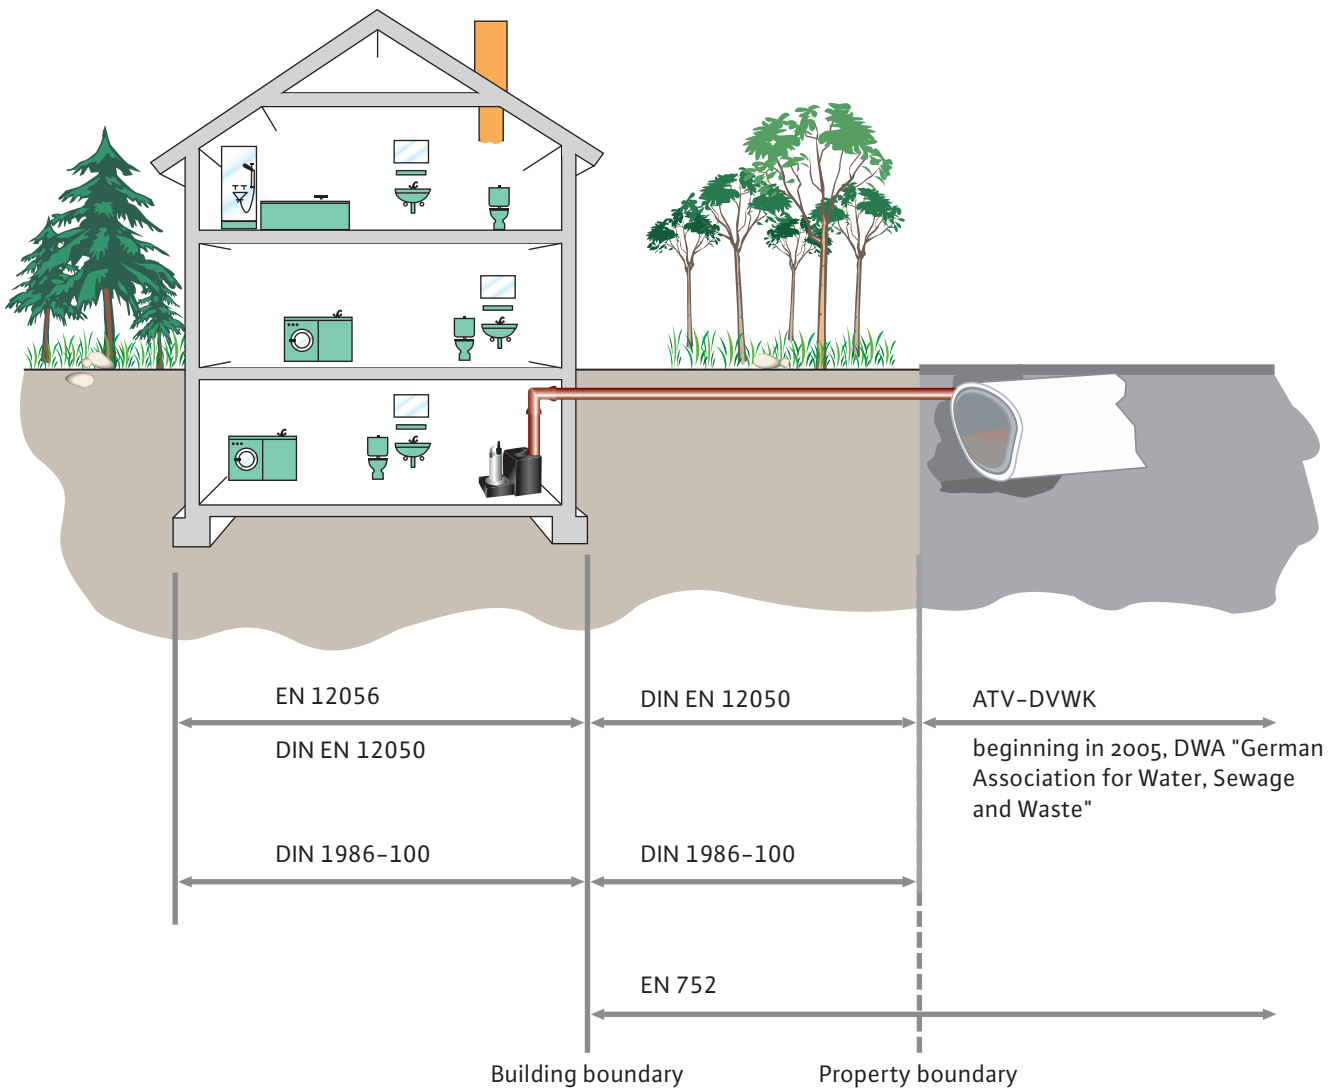 EN 12056
DIN EN 12050
ATV-DVWK
DIN EN 12050
beginning in 2005, DWA "German
Association for Water, Sewage
and Waste"
DIN 1986-100
DIN 1986-100
EN 752
Building boundary
Property boundary